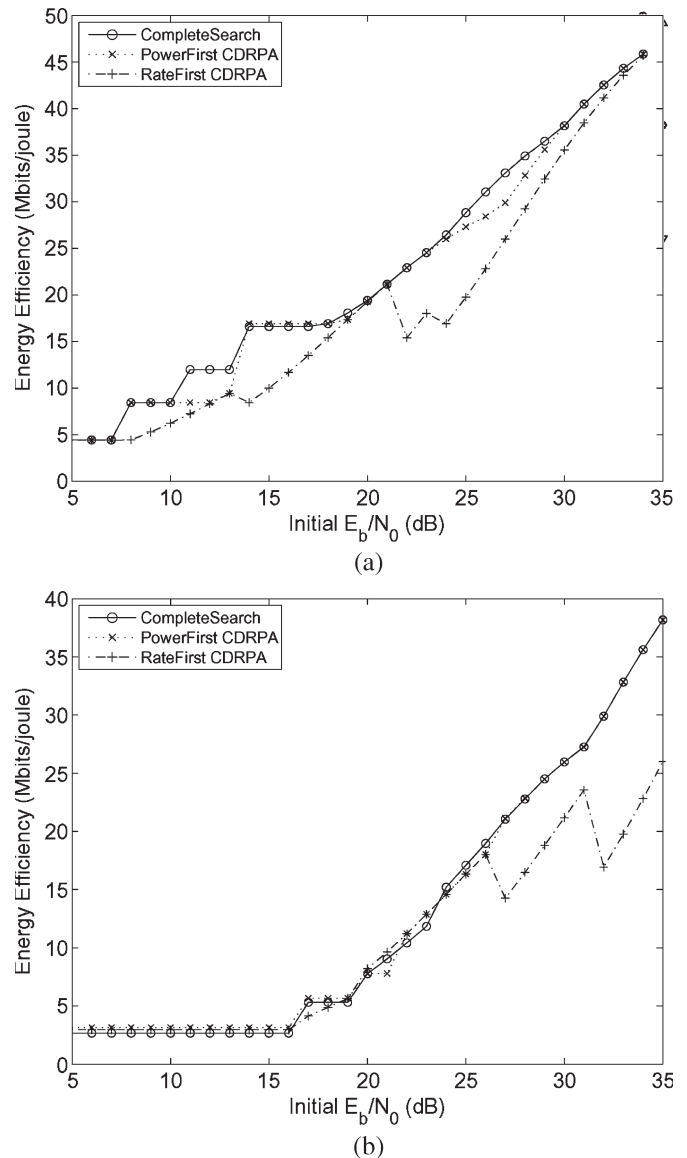 50
45
40
35
30
25
20
15
10
5
0
Energy Efficiency (Mbits/joule)
CompleteSearch
PowerFirst CDRPA
RateFirst CDRPA
5 10 15 20 25 30 35
Initial E_b/N_0 (dB)
(a)
40
35
30
25
20
15
10
5
0
Energy Efficiency (Mbits/joule)
CompleteSearch
PowerFirst CDRPA
RateFirst CDRPA
5 10 15 20 25 30 35
Initial E_b/N_0 (dB)
(b)